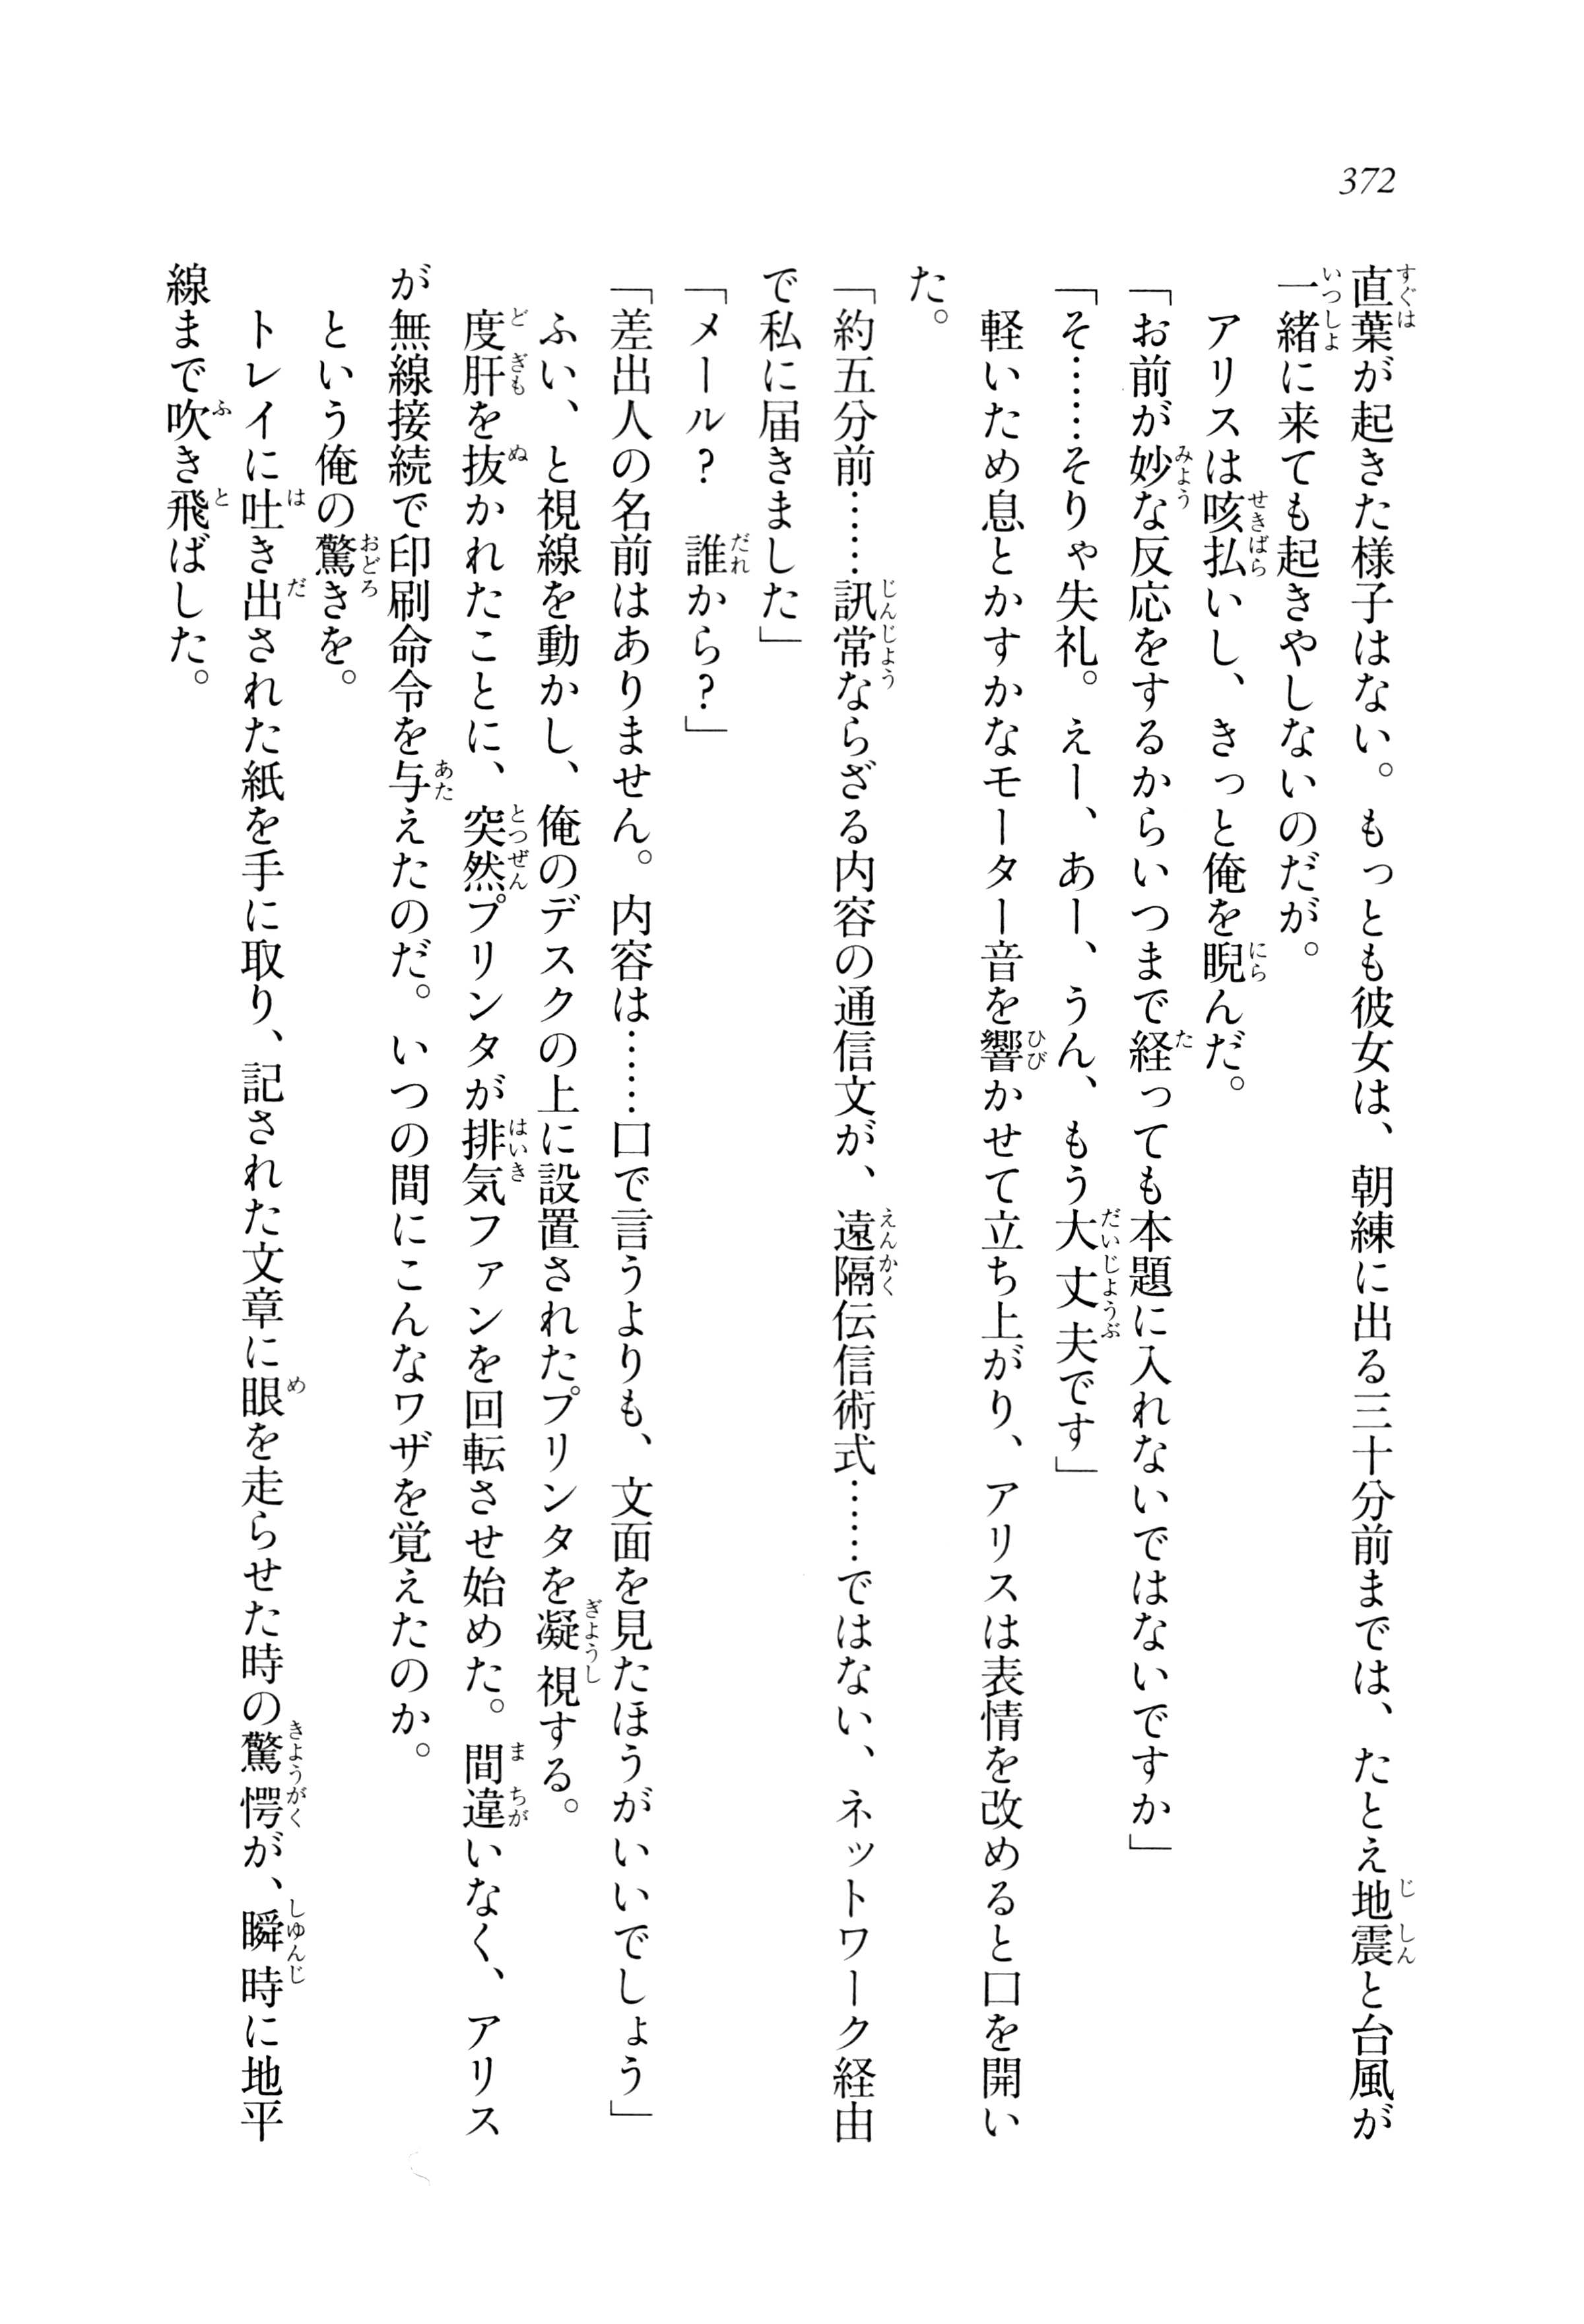 372
直葉が起きた様子はない。もっとも彼女は、朝練に出る三十分前までは、たとえ地震と台風が
一緒に来ても起きやしないのだが。
アリスは咳払いし、きっと俺を睨んだ。
「お前が妙な反応をするからいつまで経っても本題に入れないではないですか」
「そ……そりゃ失礼。えー、あー、うん、もう大丈夫です」
軽いため息とかすかなモーター音を響かせて立ち上がり、アリスは表情を改めると口を開い
た。
「約五分前……訊常ならざる内容の通信文が、遠隔伝信術式……ではない、ネットワーク経由
で私に届きました」
「メール？　誰から？」
「差出人の名前はありません。内容は……口で言うよりも、文面を見たほうがいいでしょう」
ふい、と視線を動かし、俺のデスクの上に設置されたプリンタを凝視する。
度肝を抜かれたことに、突然プリンタが排気ファンを回転させ始めた。間違いなく、アリス
が無線接続で印刷命令を与えたのだ。いつの間にこんなワザを覚えたのか。
という俺の驚きを。
トレイに吐き出された紙を手に取り、記された文章に眼を走らせた時の驚愕が、瞬時に地平
線まで吹き飛ばした。